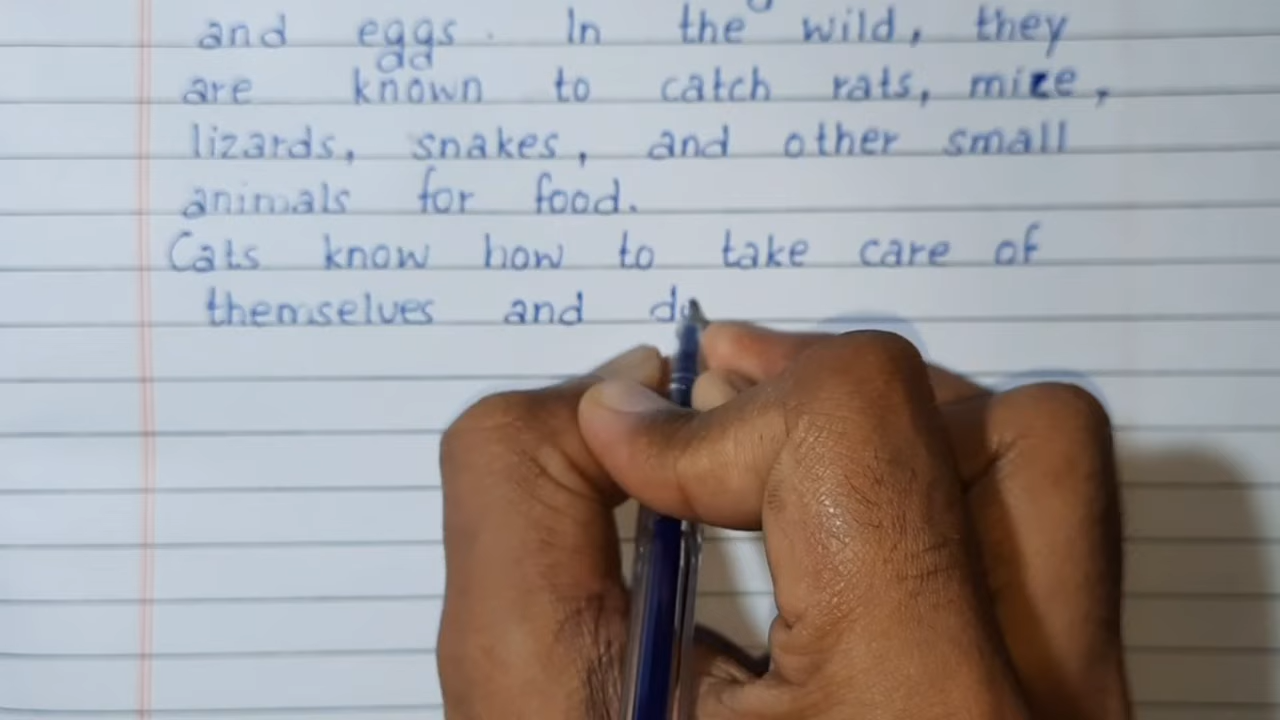 and eggs. In the wild, they
are known to catch rats, mice,
lizards, snakes, and other small
animals for food.
Cats know how to take care of
themselves and do